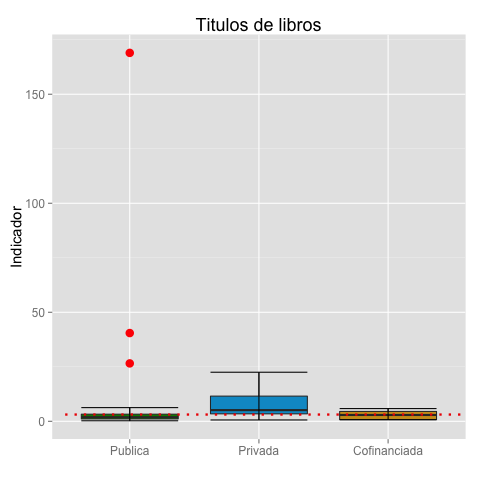 Titulos de libros
Indicador
150
100
50
0
Publica
Privada
Cofinanciada